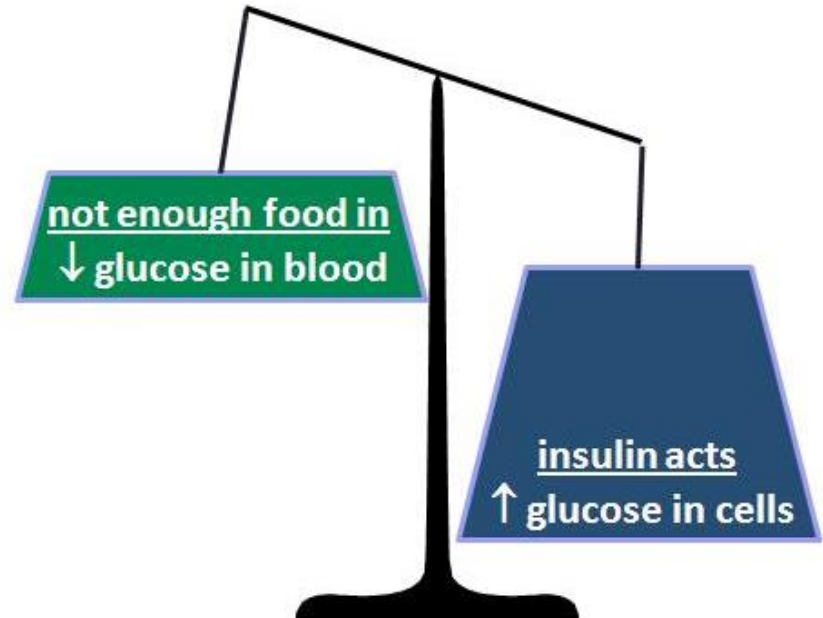 not enough food in
↓ glucose in blood
insulin acts
↑ glucose in cells